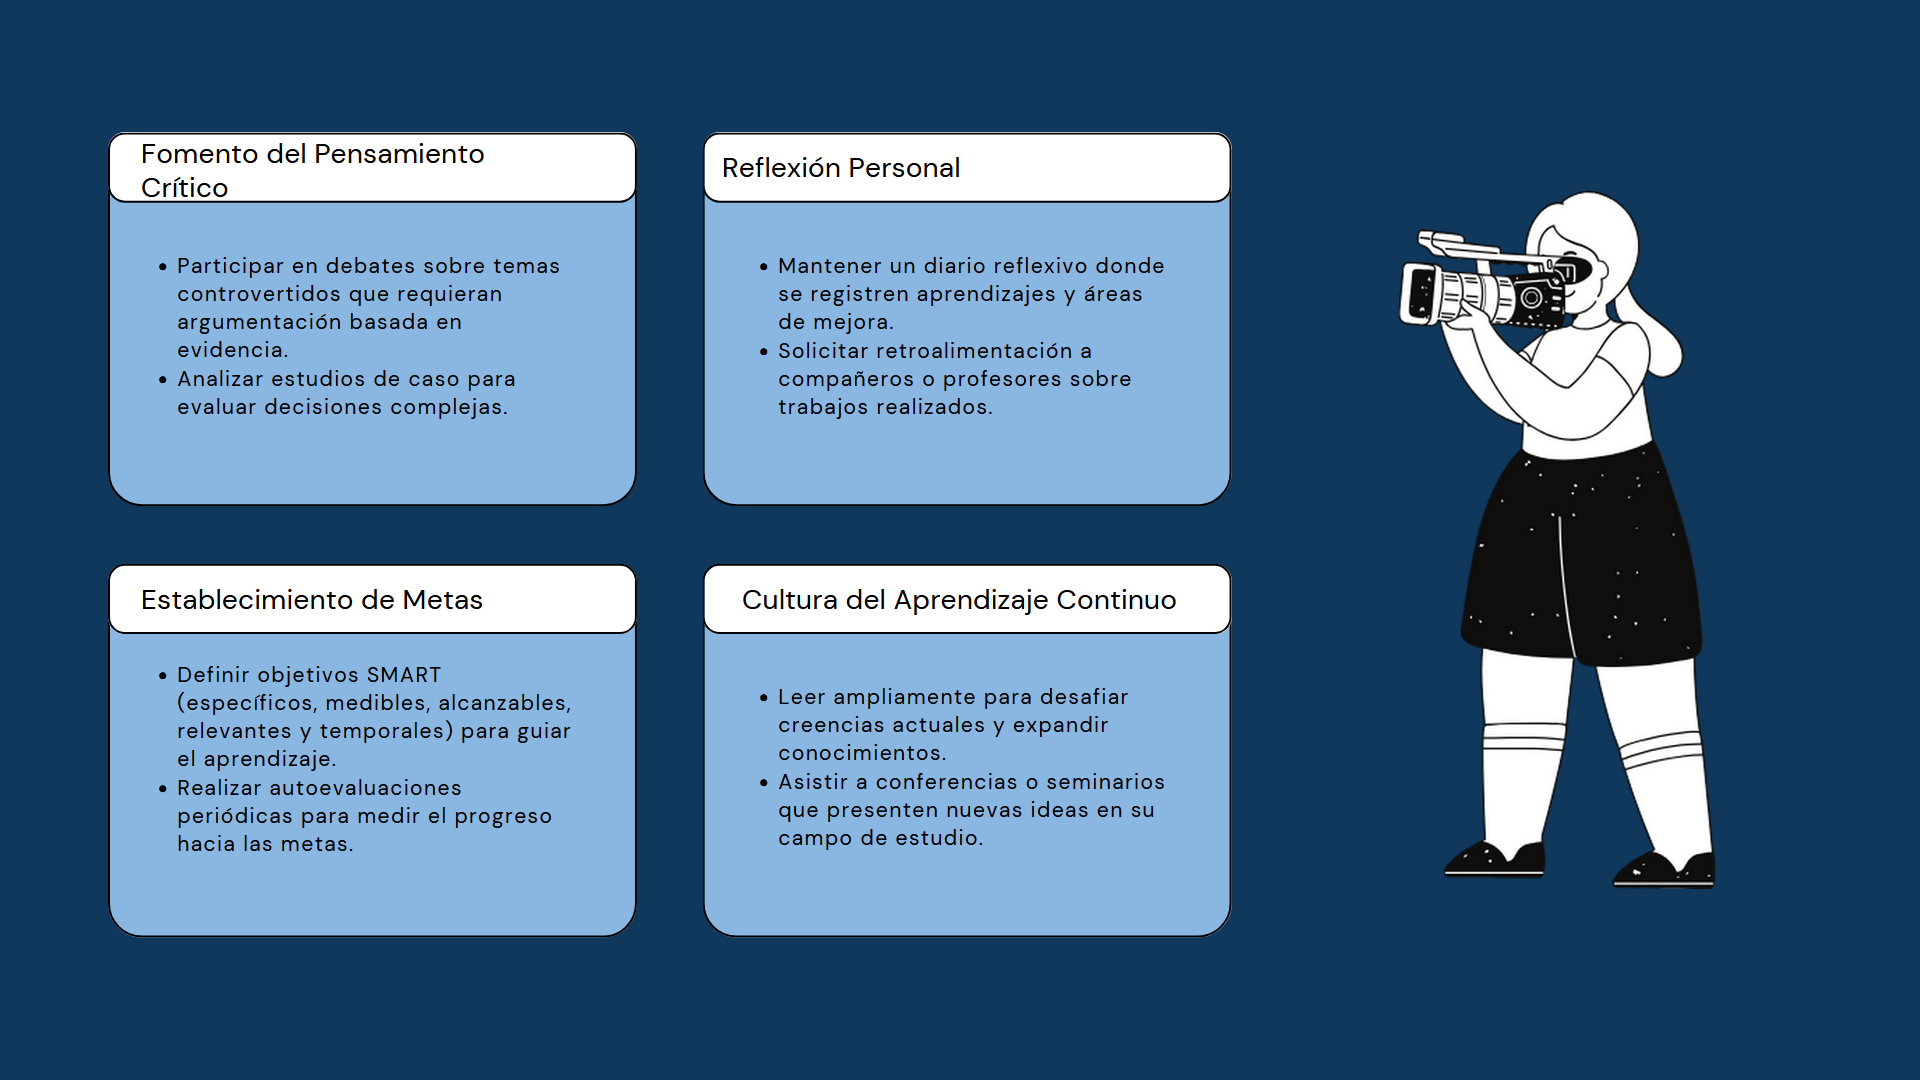 Fomento del Pensamiento
Crítico
• Participar en debates sobre temas
controvertidos que requieran
argumentación basada en
evidencia.
• Analizar estudios de caso para
evaluar decisiones complejas.
Reflexión Personal
• Mantener un diario reflexivo donde
se registren aprendizajes y áreas
de mejora.
• Solicitar retroalimentación a
compañeros o profesores sobre
trabajos realizados.
Establecimiento de Metas
• Definir objetivos SMART
(específicos, medibles, alcanzables,
relevantes y temporales) para guiar
el aprendizaje.
• Realizar autoevaluaciones
periódicas para medir el progreso
hacia las metas.
Cultura del Aprendizaje Continuo
• Leer ampliamente para desafiar
creencias actuales y expandir
conocimientos.
• Asistir a conferencias o seminarios
que presenten nuevas ideas en su
campo de estudio.